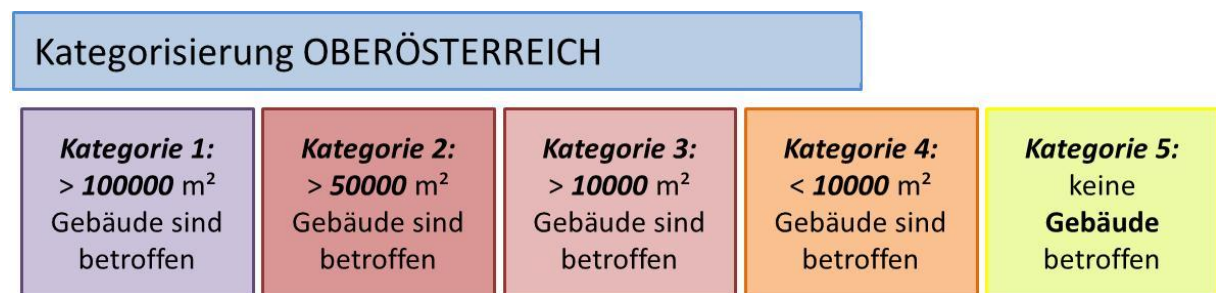 Kategorisierung OBERÖSTERREICH
Kategorie 1:
> 100000 m²
Gebäude sind
betroffen
Kategorie 2:
> 50000 m²
Gebäude sind
betroffen
Kategorie 3:
> 10000 m²
Gebäude sind
betroffen
Kategorie 4:
< 10000 m²
Gebäude sind
betroffen
Kategorie 5:
keine
Gebäude
betroffen